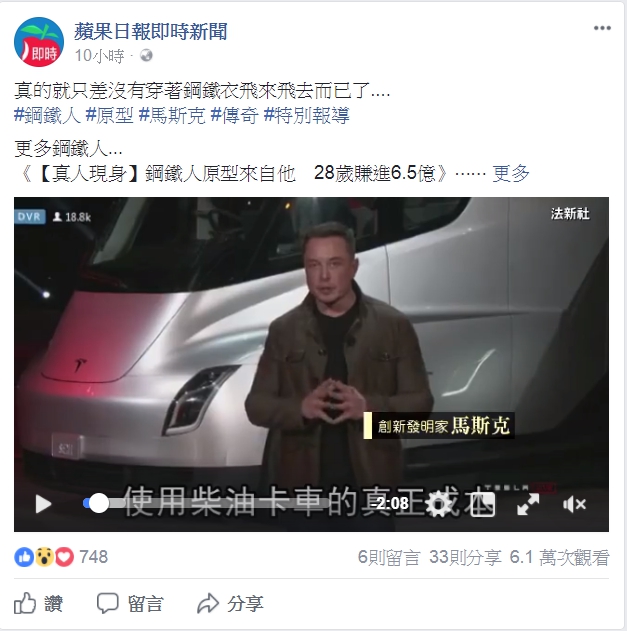 即時
蘋果日報即時新聞
10小時 ·
真的就只差沒有穿著鋼鐵衣飛來飛去而已了....
#鋼鐵人 #原型 #馬斯克 #傳奇 #特別報導
更多鋼鐵人...
《【真人現身】鋼鐵人原型來自他 28歲賺進6.5億》⋯⋯ 更多
DVR 18.8k
法新社
創新發明家 馬斯克
TESLA
使用柴油卡車的真正成本
-2:08
748
6則留言 33則分享 6.1 萬次觀看
讚 留言 分享